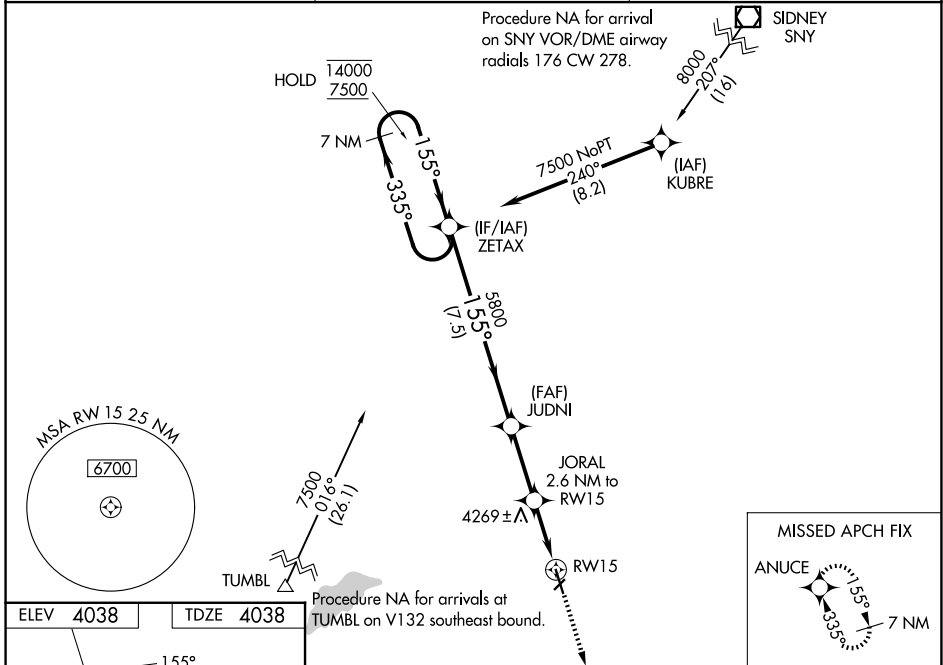 Procedure NA for arrival
on SNY VOR/DME airway
radials 176 CW 278.
SIDNEY
SNY
8000
207°
(16)
HOLD
14000
7500
7 NM
155°
335°
7500 NoPT
240°
(8.2)
(IAF)
KUBRE
(IF/IAF)
ZETAX
5800
155°
(7.5)
(FAF)
JUDNI
JORAL
2.6 NM to
RW15
4269±
RW15
MSA RW 15 25 NM
6700
7500
016°
(26.1)
TUMBL
Procedure NA for arrivals at
TUMBL on V132 southeast bound.
MISSED APCH FIX
ANUCE
155°
335°
7 NM
ELEV 4038
TDZE 4038
155°